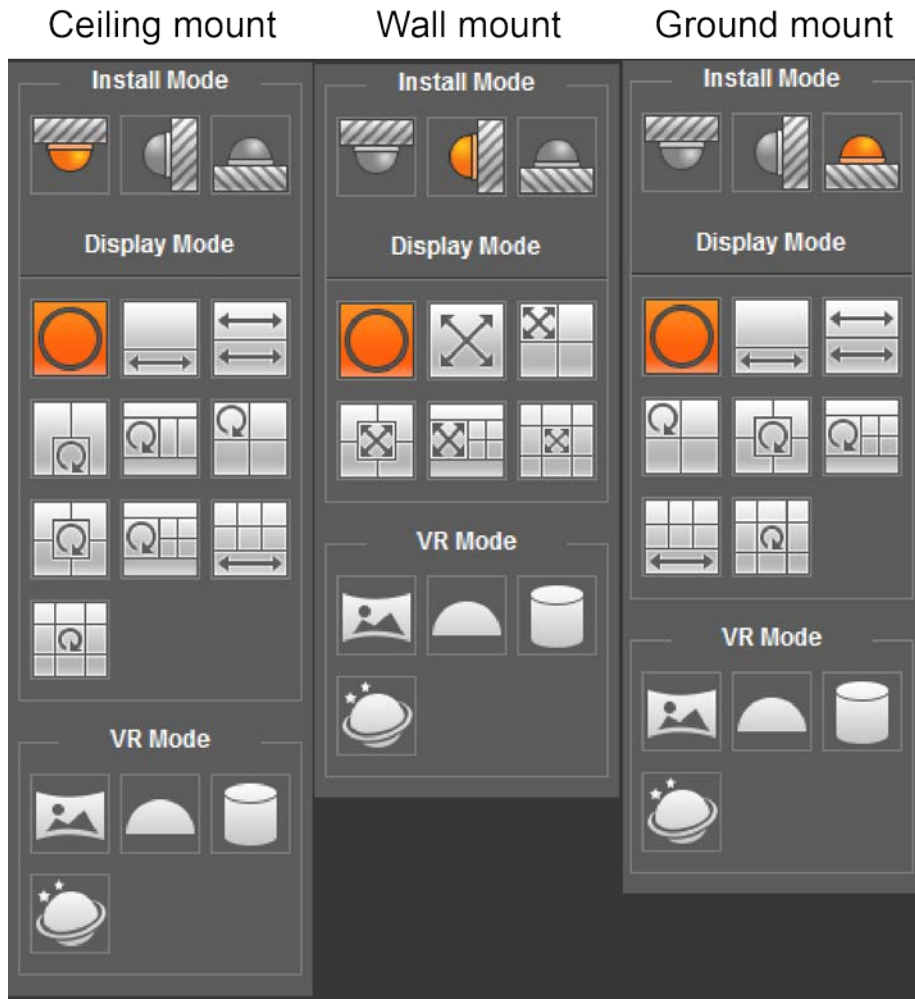 Ceiling mount
Wall mount
Ground mount
Install Mode
Install Mode
Install Mode
Display Mode
Display Mode
Display Mode
VR Mode
VR Mode
VR Mode